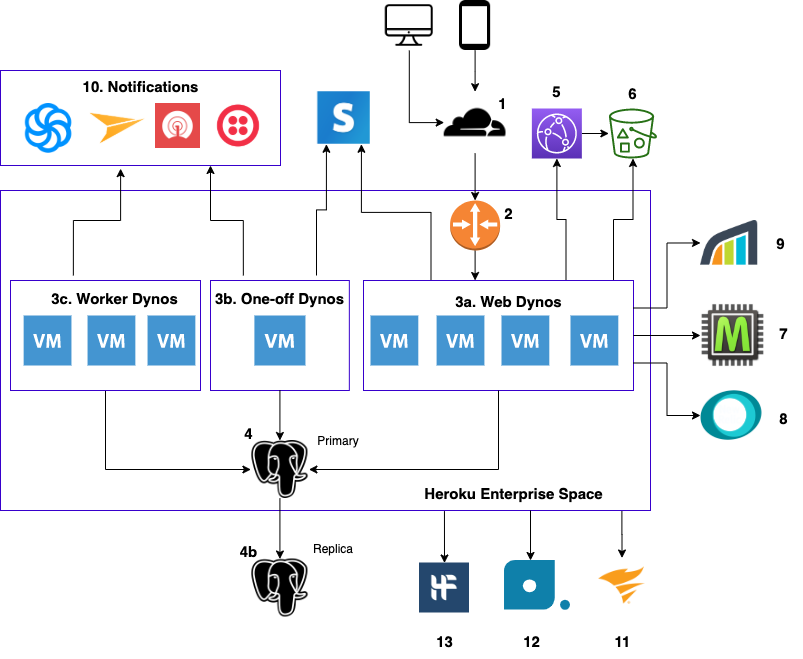 1
10. Notifications
5
6
S
2
9
3c. Worker Dynos
3b. One-off Dynos
3a. Web Dynos
VM
VM
VM
VM
VM
VM
VM
VM
M
7
8
4
Primary
Heroku Enterprise Space
4b
Replica
HF
13
12
11